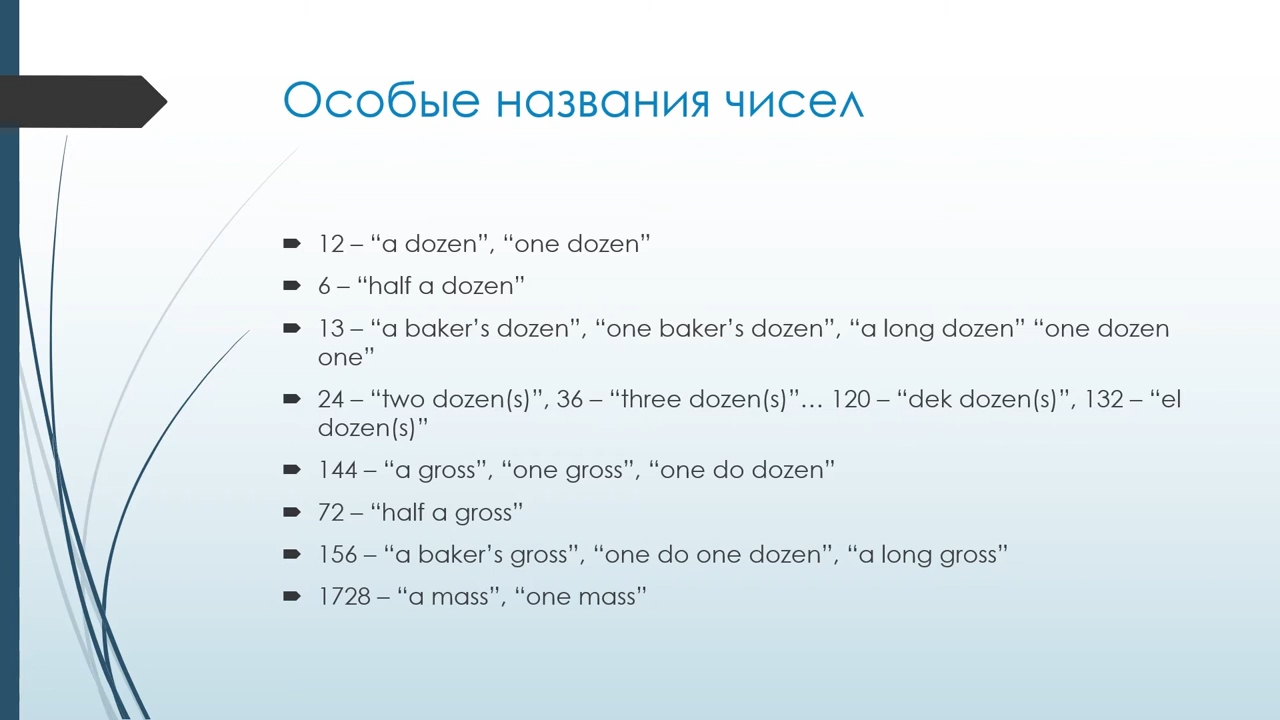 Особые названия чисел
12 – “a dozen”, “one dozen”
6 – “half a dozen”
13 – “a baker’s dozen”, “one baker’s dozen”, “a long dozen” “one dozen
one”
24 – “two dozen(s)”, 36 – “three dozen(s)”… 120 – “dek dozen(s)”, 132 – “el
dozen(s)”
144 – “a gross”, “one gross”, “one do dozen”
72 – “half a gross”
156 – “a baker’s gross”, “one do one dozen”, “a long gross”
1728 – “a mass”, “one mass”